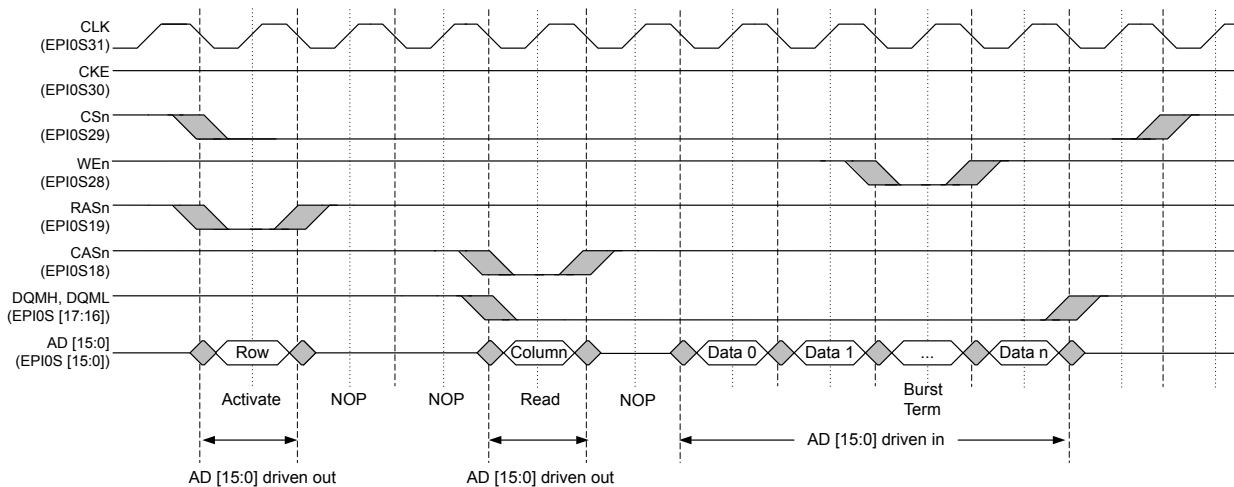 CLK
(EPI0S31)
CKE
(EPI0S30)
CSn
(EPI0S29)
WEn
(EPI0S28)
RASn
(EPI0S19)
CASn
(EPI0S18)
DQMH, DQML
(EPI0S [17:16])
AD [15:0]
(EPI0S [15:0])
Row
Column
Data 0
Data 1
...
Data n
Activate
NOP
NOP
Read
NOP
Burst
Term
AD [15:0] driven in
AD [15:0] driven out
AD [15:0] driven out